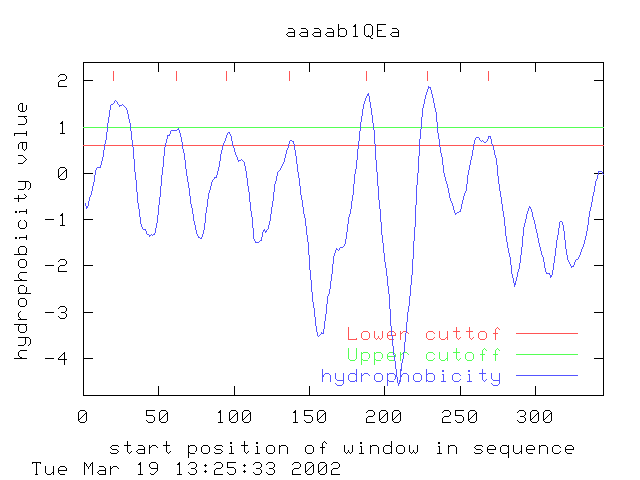 aaaab1QEa
2
1
0
-1
-2
-3
-4
hydrophobicity value
Lower cuttof
Upper cutoff
hydrophobicity
0 50 100 150 200 250 300
start position of window in sequence
Tue Mar 19 13:25:33 2002